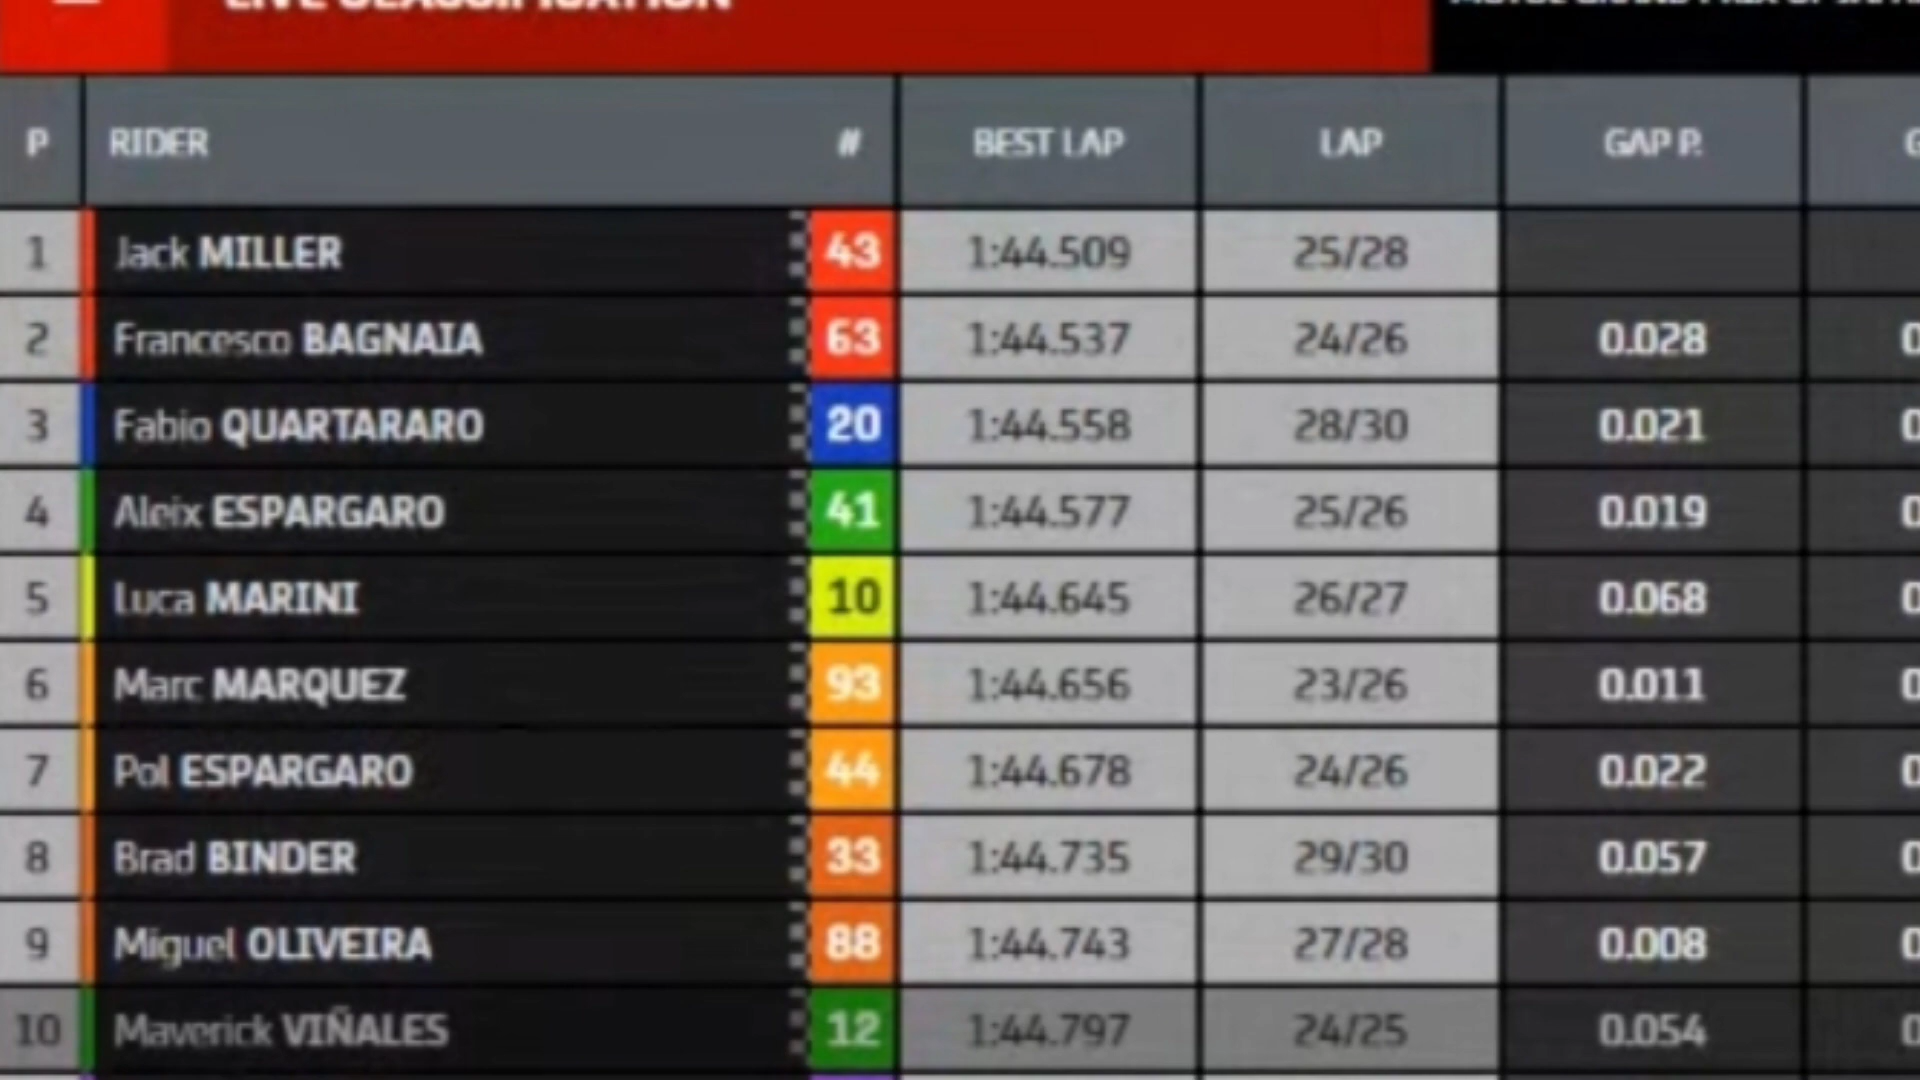 LIVE CLASSIFICATION
P RIDER # BEST LAP LAP GAP P.
1 Jack MILLER 43 1:44.509 25/28
2 Francesco BAGNAIA 63 1:44.537 24/26 0.028
3 Fabio QUARTARARO 20 1:44.558 28/30 0.021
4 Aleix ESPARGARO 41 1:44.577 25/26 0.019
5 Luca MARINI 10 1:44.645 26/27 0.068
6 Marc MARQUEZ 93 1:44.656 23/26 0.011
7 Pol ESPARGARO 44 1:44.678 24/26 0.022
8 Brad BINDER 33 1:44.735 29/30 0.057
9 Miguel OLIVEIRA 88 1:44.743 27/28 0.008
10 Maverick VIÑALES 12 1:44.797 24/25 0.054